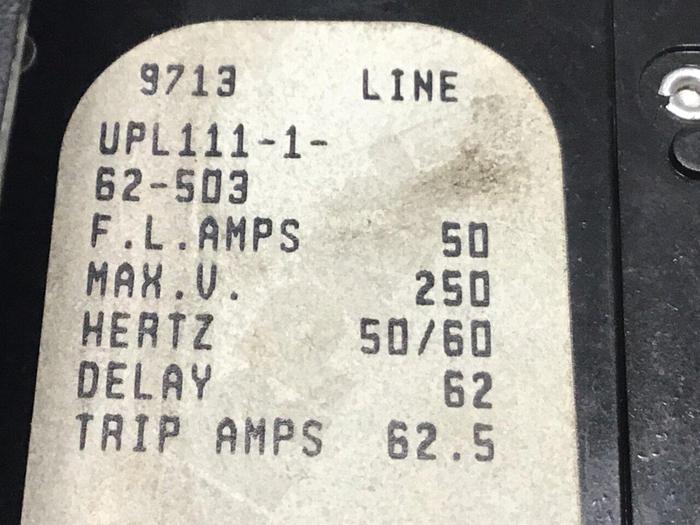 9713 LINE
UPL111-1-
62-503
F.L.AMPS 50
MAX.V. 250
HERTZ 50/60
DELAY 62
TRIP AMPS 62.5